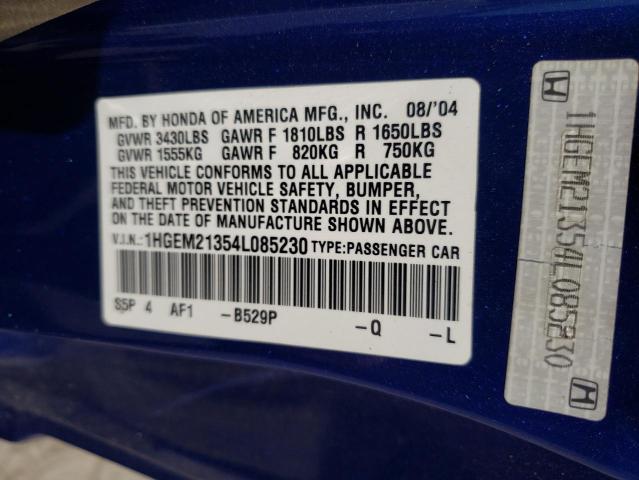 MFD. BY HONDA OF AMERICA MFG., INC. 08/'04
GVWR 3430LBS GAWR F 1810LBS R 1650LBS
GVWR 1555KG GAWR F 820KG R 750KG
THIS VEHICLE CONFORMS TO ALL APPLICABLE
FEDERAL MOTOR VEHICLE SAFETY, BUMPER,
AND THEFT PREVENTION STANDARDS IN EFFECT
ON THE DATE OF MANUFACTURE SHOWN ABOVE.
V.I.N.:1HGEM21354L085230 TYPE:PASSENGER CAR
S5P 4 AF1 -B529P -Q -L
1HGEM21354L085230